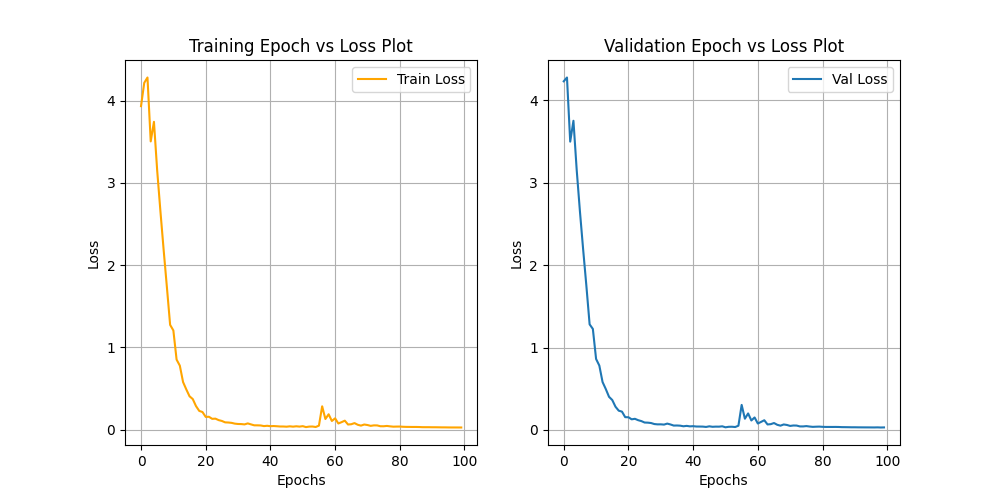 Training Epoch vs Loss Plot
Train Loss
4
3
2
1
0
Loss
0 20 40 60 80 100
Epochs
Validation Epoch vs Loss Plot
Val Loss
4
3
2
1
0
Loss
0 20 40 60 80 100
Epochs